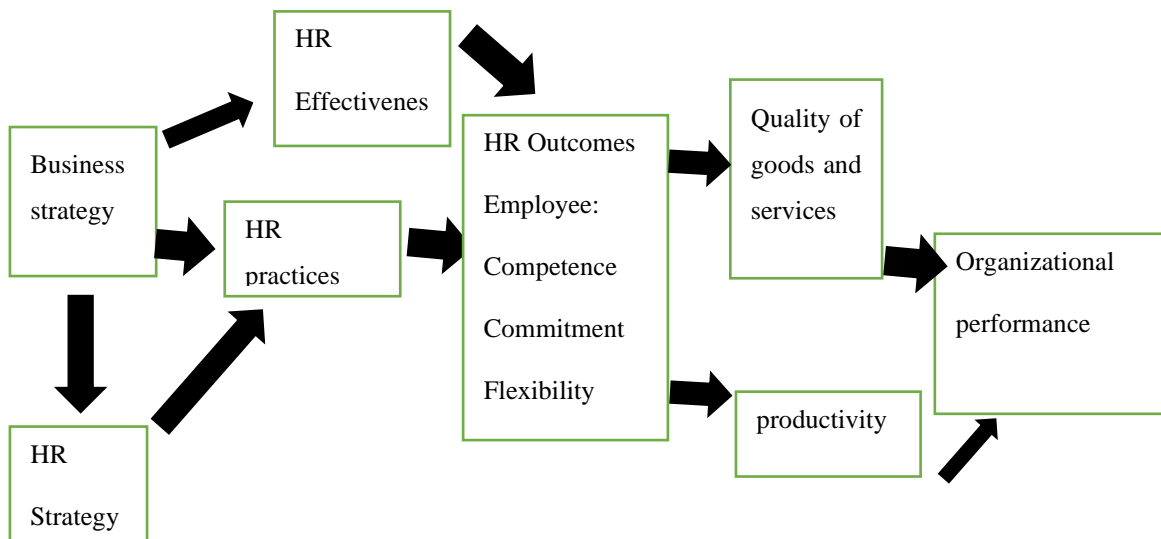 HR
Effectivenes
Business
strategy
HR
practices
HR
Strategy
HR Outcomes
Employee:
Competence
Commitment
Flexibility
Quality of
goods and
services
productivity
Organizational
performance